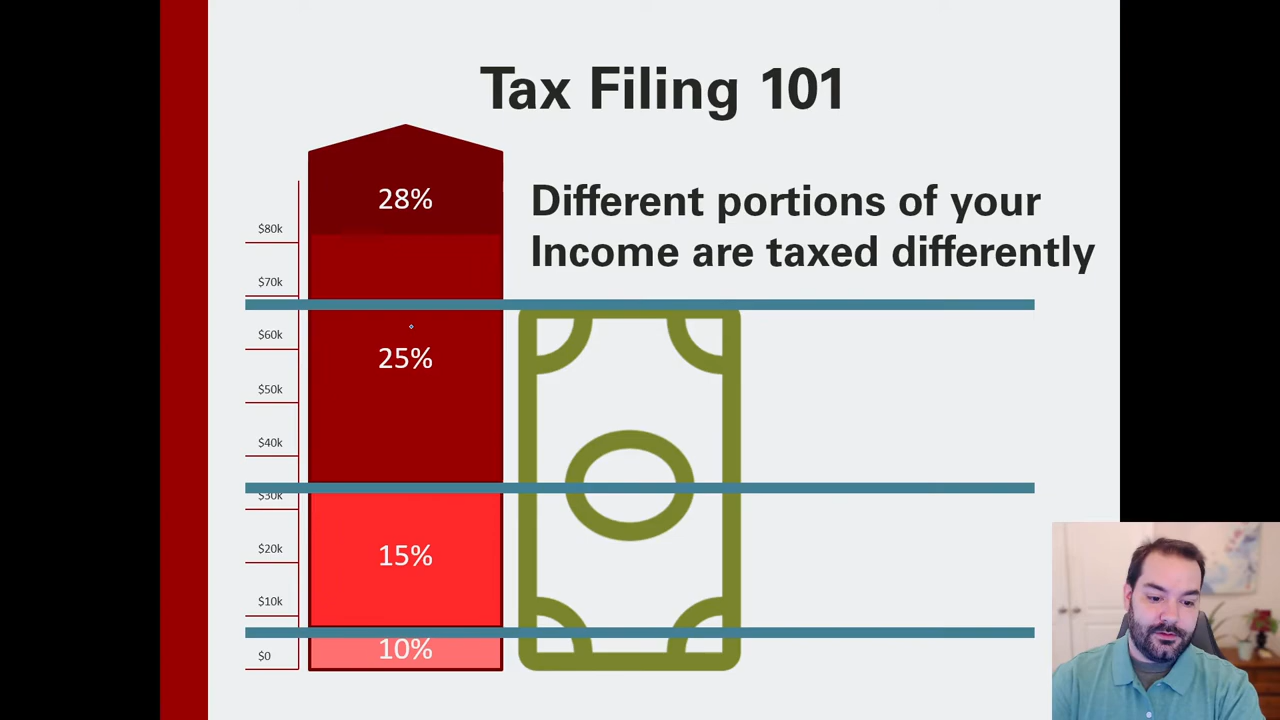 Tax Filing 101
Different portions of your
Income are taxed differently
28%
25%
15%
10%
$80k
$70k
$60k
$50k
$40k
$30k
$20k
$10k
$0